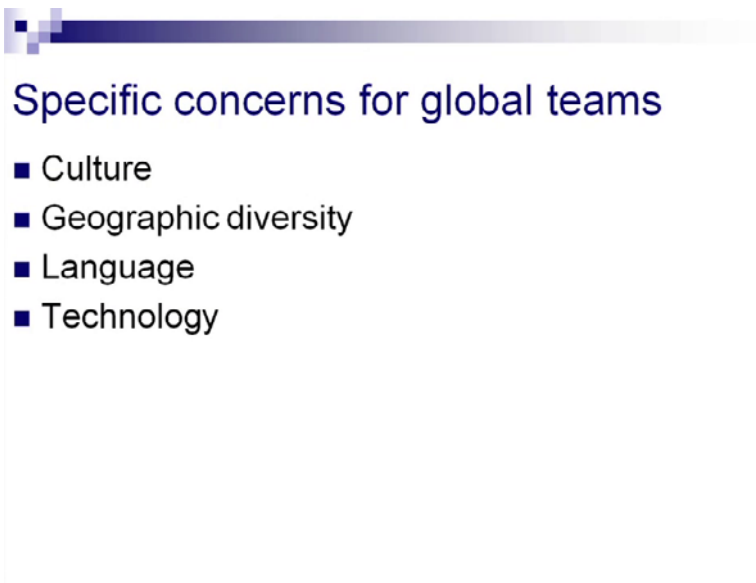 Specific concerns for global teams
Culture
Geographic diversity
Language
Technology